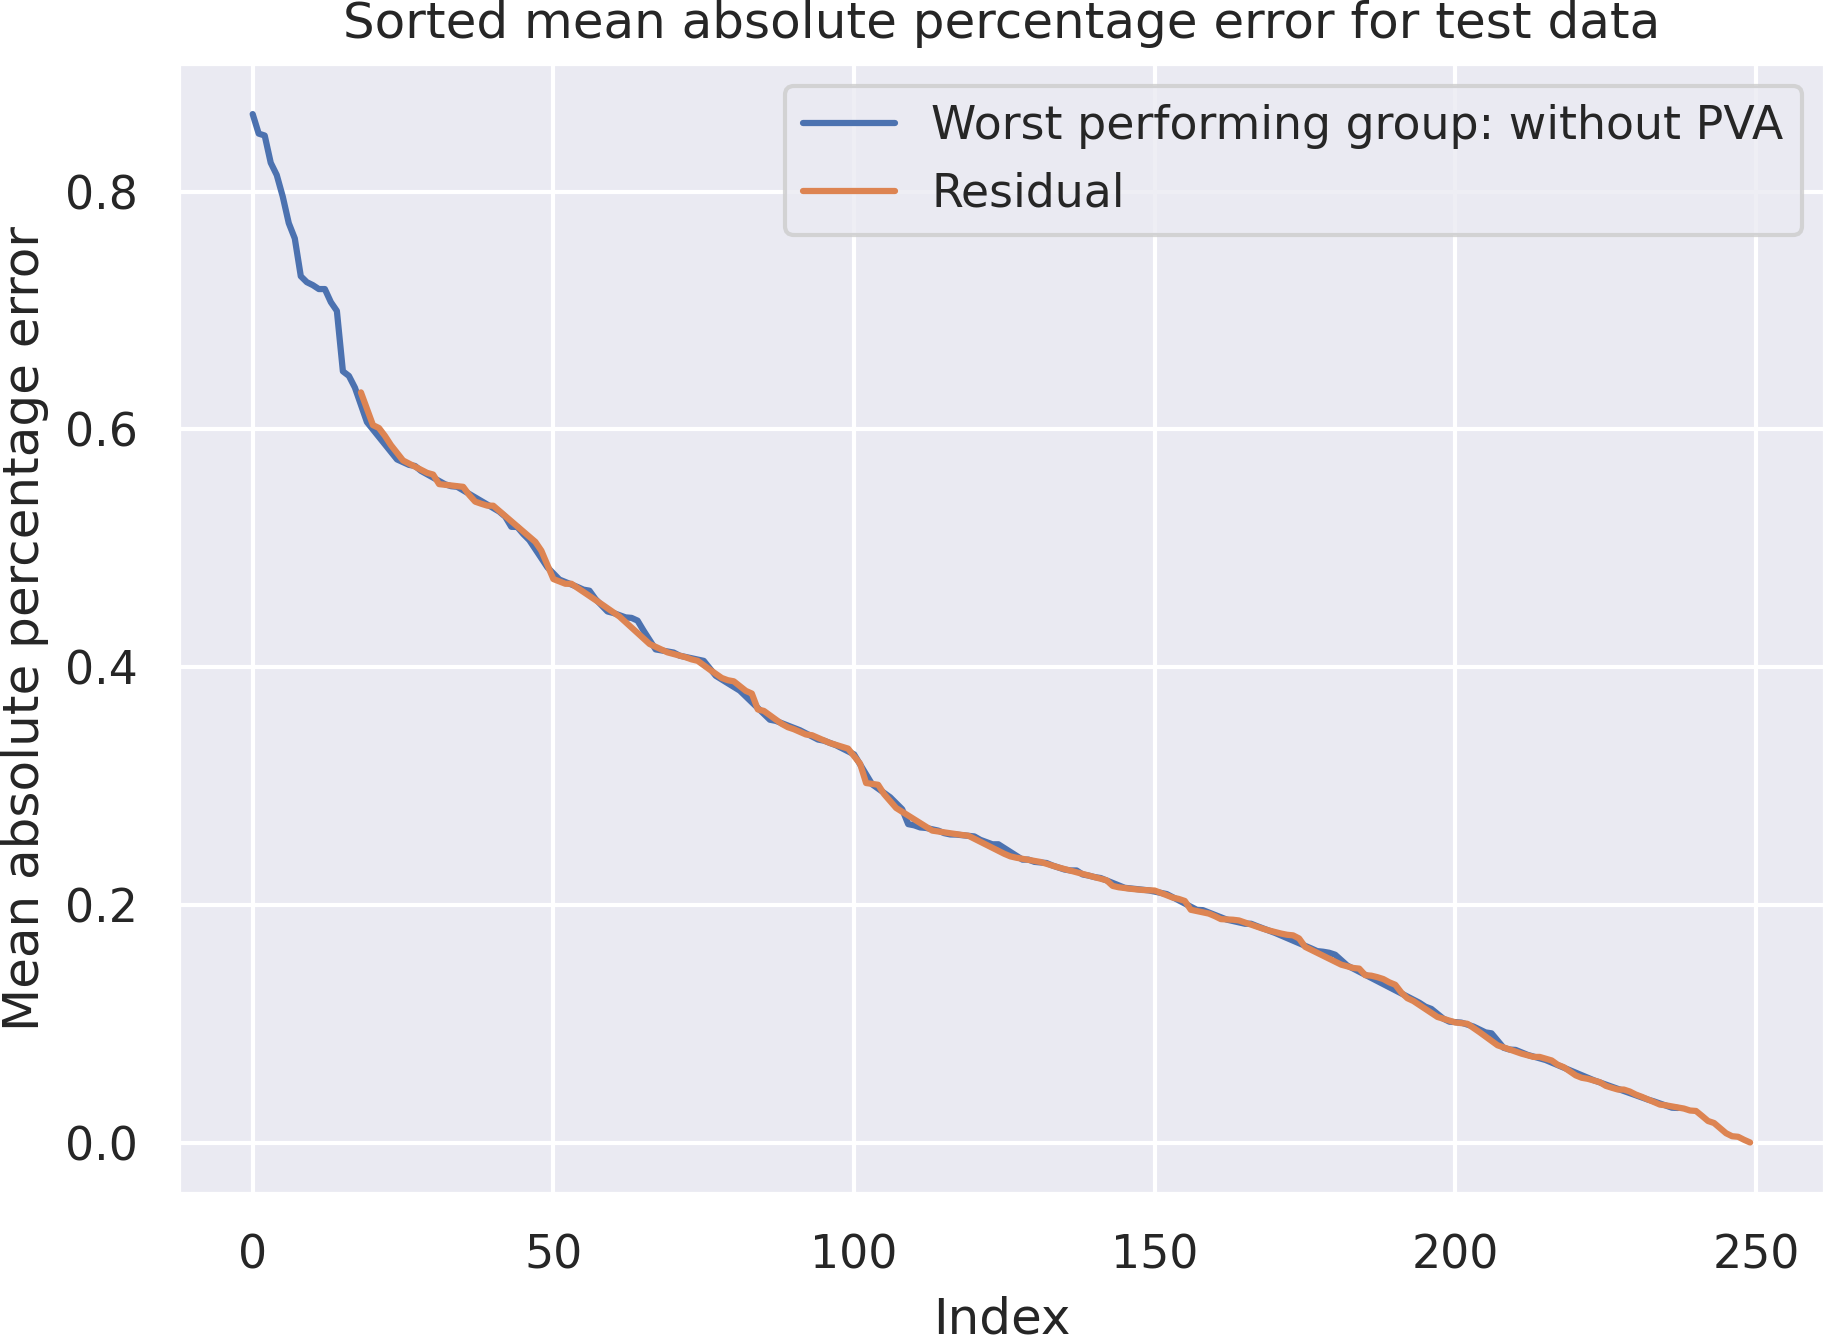 Sorted mean absolute percentage error for test data
Worst performing group: without PVA
Residual
Mean absolute percentage error
0.8
0.6
0.4
0.2
0.0
0 50 100 150 200 250
Index